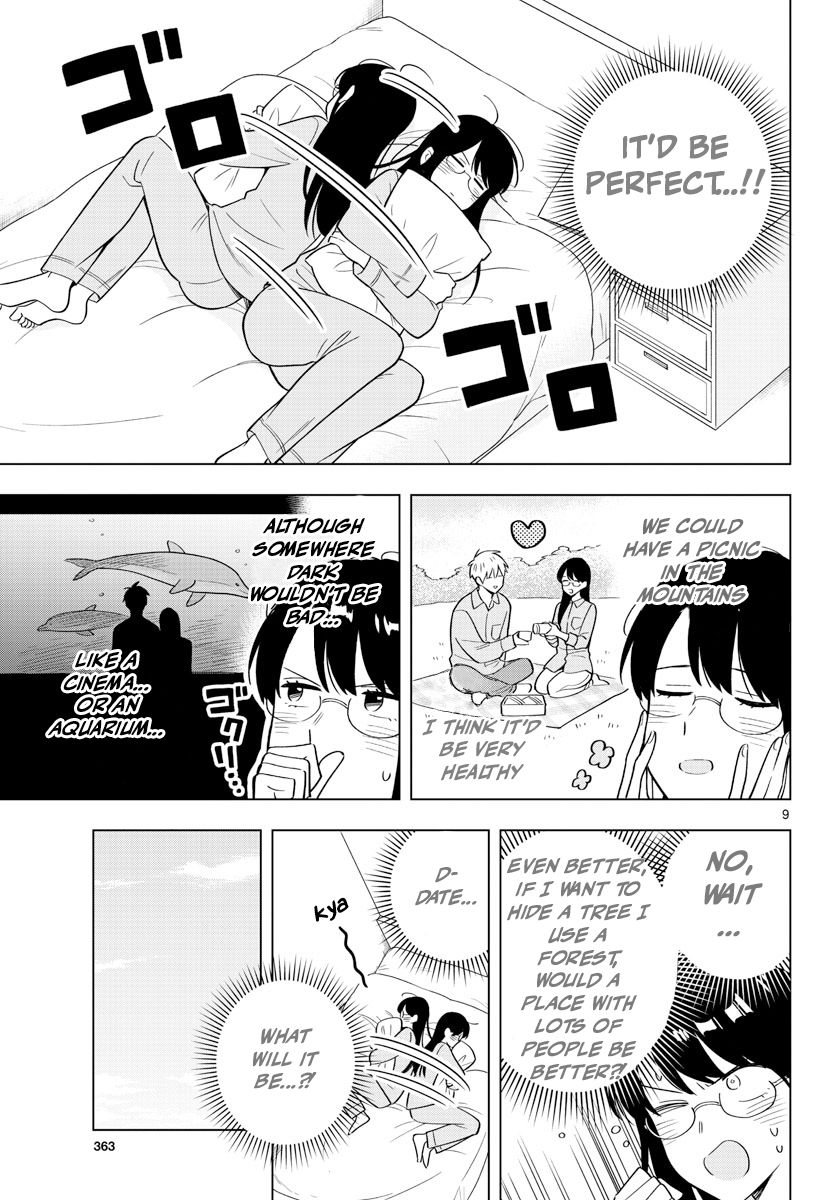 IT'D BE
PERFECT...!!
ゴ
ロ
ゴ
ロ
WE COULD
HAVE A PICNIC
IN THE
MOUNTAINS
I THINK IT'D
BE VERY
HEALTHY
ALTHOUGH
SOMEWHERE
DARK
WOULDN'T BE
BAD...
LIKE A
CINEMA...
OR AN
AQUARIUM...
ゴクリ...
9
NO,
WAIT
...
EVEN BETTER,
IF I WANT TO
HIDE A TREE I
USE A
FOREST,
WOULD A
PLACE WITH
LOTS OF
PEOPLE BE
BETTER?!
D-
DATE...
kya
WHAT
WILL IT
BE...?!
363